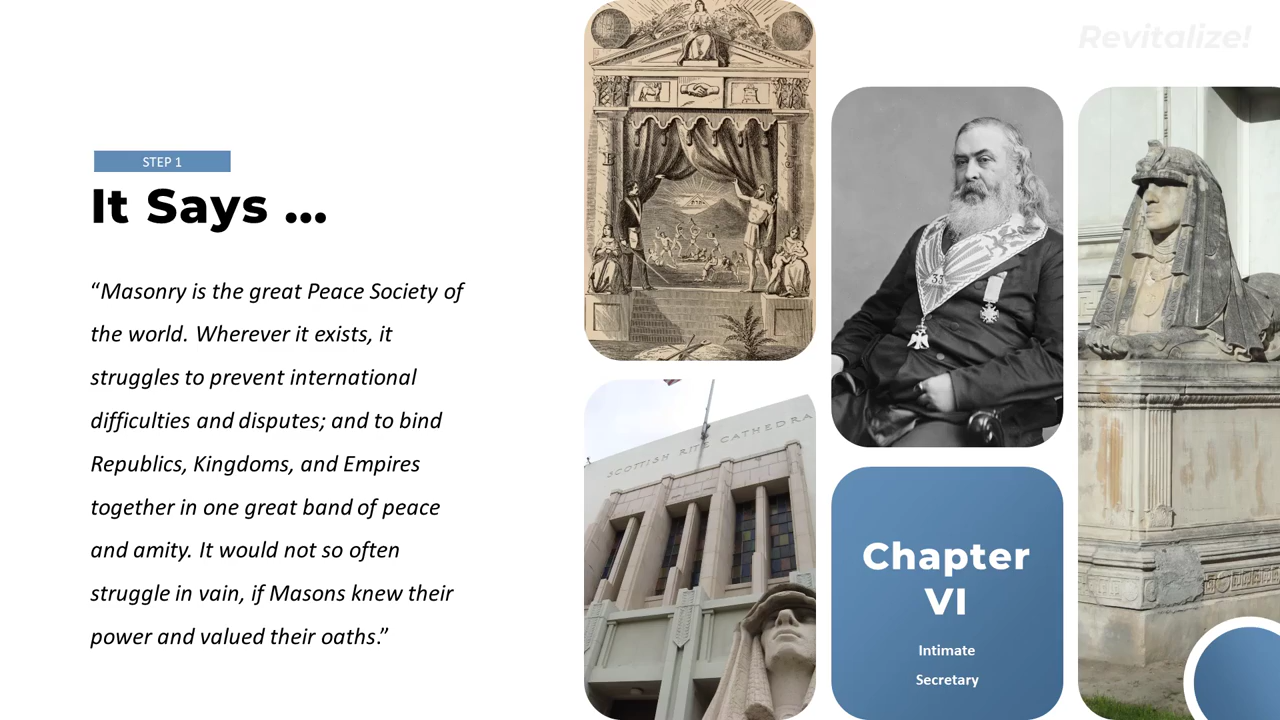 Revitalize!
STEP 1
It Says ...
“Masonry is the great Peace Society of
the world. Wherever it exists, it
struggles to prevent international
difficulties and disputes; and to bind
Republics, Kingdoms, and Empires
together in one great band of peace
and amity. It would not so often
struggle in vain, if Masons knew their
power and valued their oaths.”
B
J
33
SCOTTISH RITE CATHEDRA
Chapter
VI
Intimate
Secretary